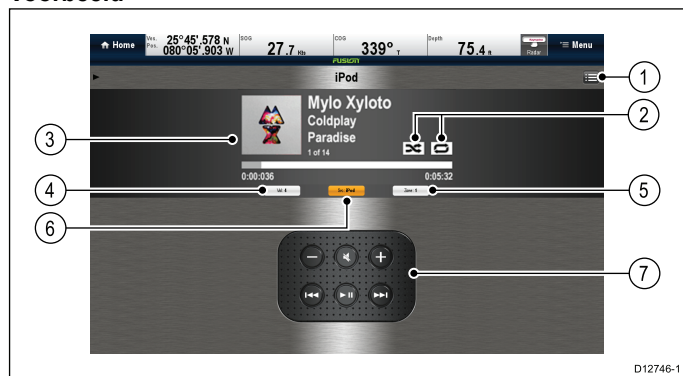 Home
Ves. Pos. 25°45'.578 N
080°05'.903 W
SOG 27.7 Kts
COG 339° T
Depth 75.4 ft
Radar
Menu
FUSION
iPod
1
Mylo Xyloto
Coldplay
Paradise
1 of 14
2
3
0:00:036
0:05:32
4
Src: iPod
5
6
7
D12746-1